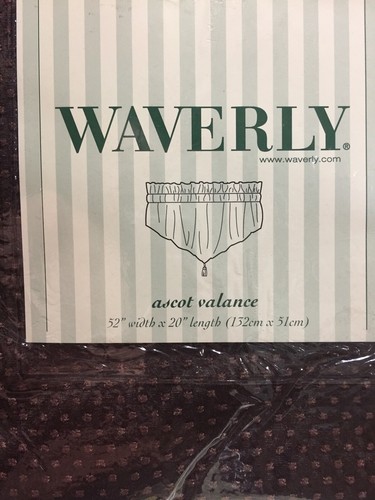 WAVERLY®
www.waverly.com
ascot valance
52" width x 20" length (132cm x 51cm)